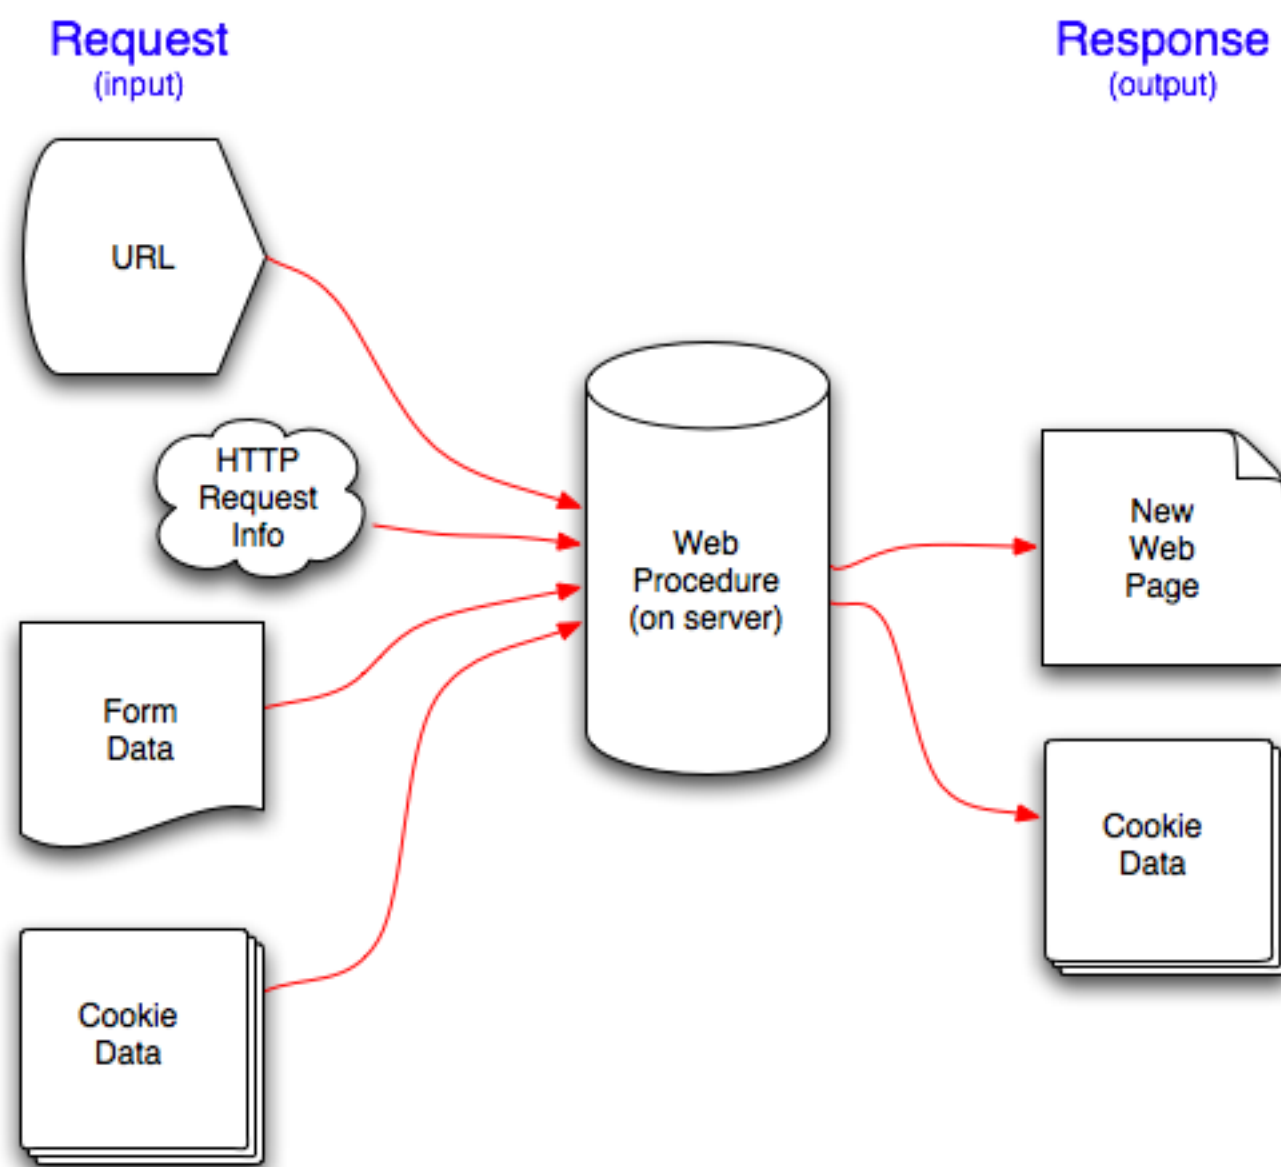 Request
(input)
Response
(output)
URL
HTTP
Request
Info
Form
Data
Cookie
Data
Web
Procedure
(on server)
New
Web
Page
Cookie
Data